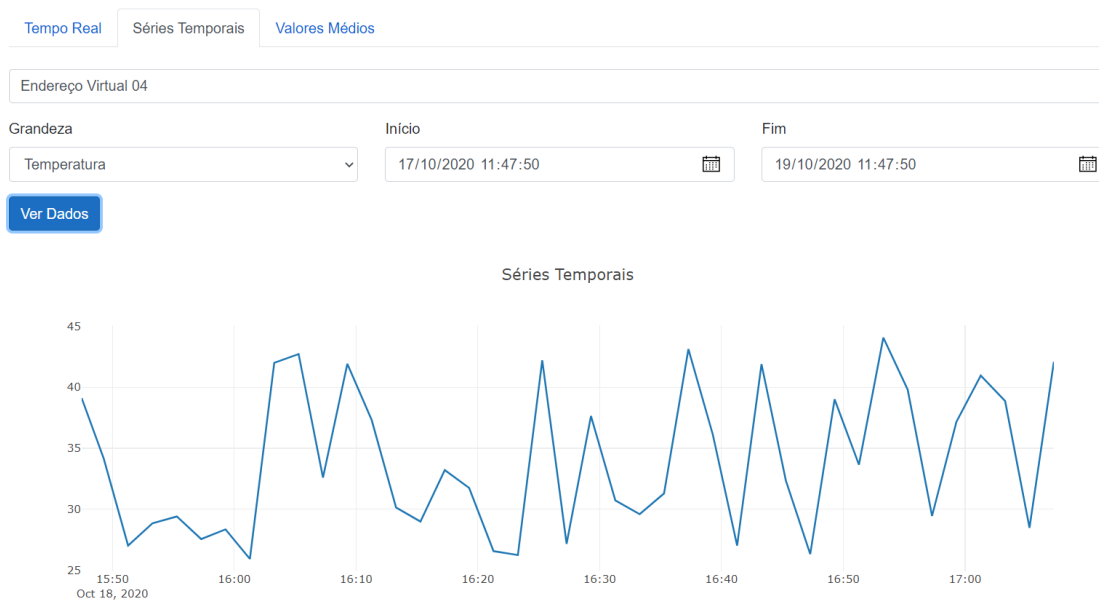 Tempo Real Séries Temporais Valores Médios
Endereço Virtual 04
Grandeza Início Fim
Temperatura 17/10/2020 11:47:50 19/10/2020 11:47:50
Ver Dados
Séries Temporais
45
40
35
30
25
15:50 16:00 16:10 16:20 16:30 16:40 16:50 17:00
Oct 18, 2020